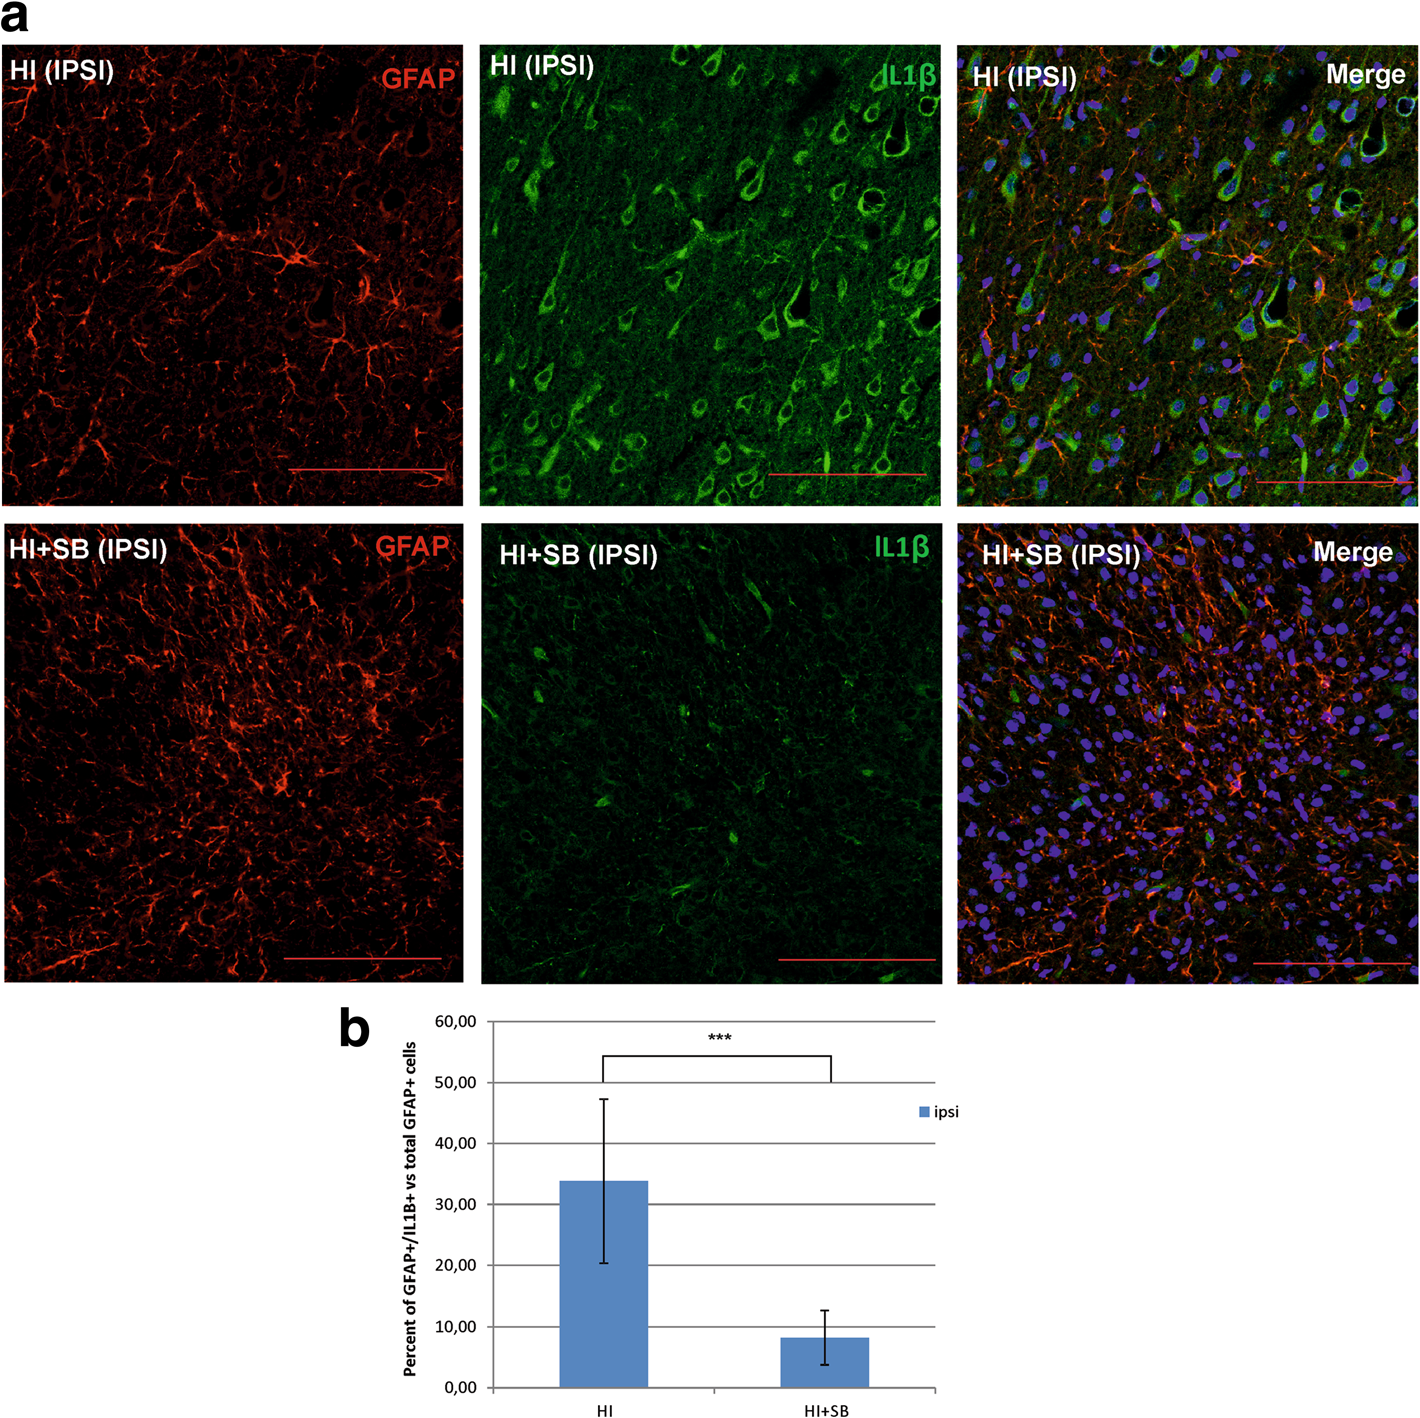 a
HI (IPSI) GFAP
HI (IPSI) IL1β
HI (IPSI) Merge
HI+SB (IPSI) GFAP
HI+SB (IPSI) IL1β
HI+SB (IPSI) Merge
b
Percent of GFAP+/IL1B+ vs total GFAP+ cells
60,00
50,00
40,00
30,00
20,00
10,00
0,00
***
ipsi
HI
HI+SB